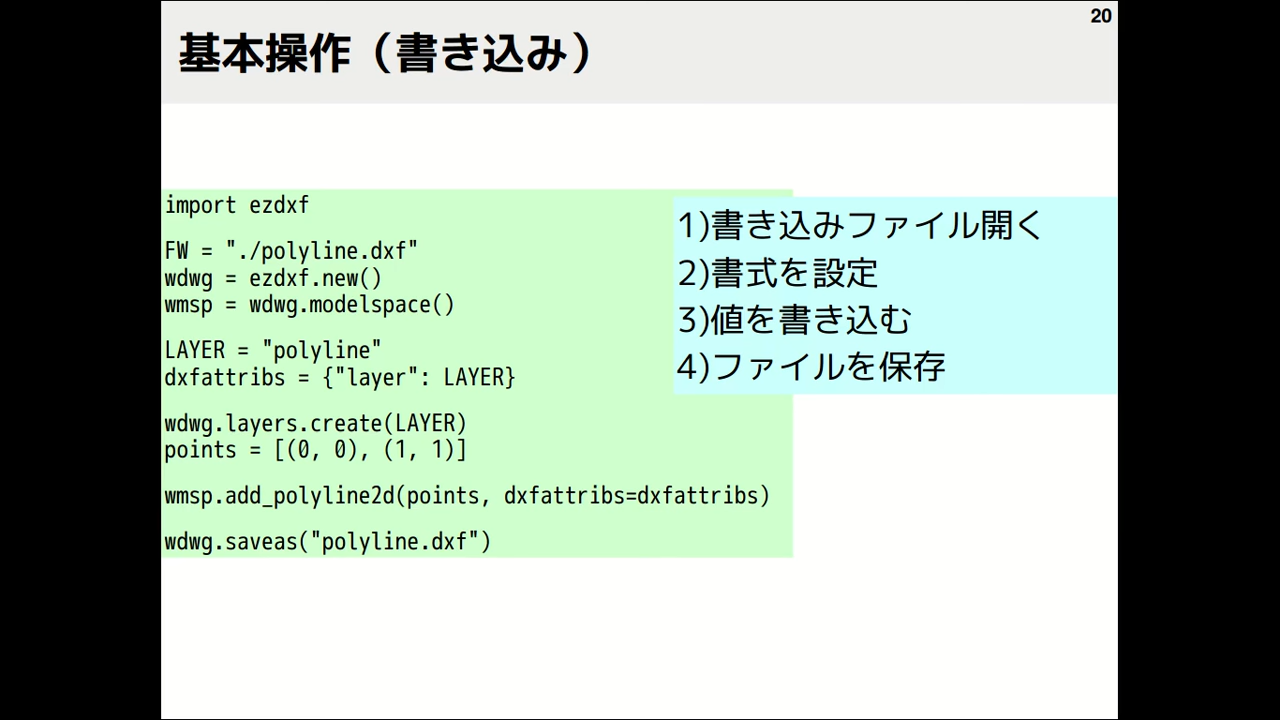 20
基本操作（書き込み）
import ezdxf
FW = "./polyline.dxf"
wdwg = ezdxf.new()
wmsp = wdwg.modelspace()
LAYER = "polyline"
dxfattribs = {"layer": LAYER}
wdwg.layers.create(LAYER)
points = [(0, 0), (1, 1)]
wmsp.add_polyline2d(points, dxfattribs=dxfattribs)
wdwg.saveas("polyline.dxf")
1)書き込みファイル開く
2)書式を設定
3)値を書き込む
4)ファイルを保存